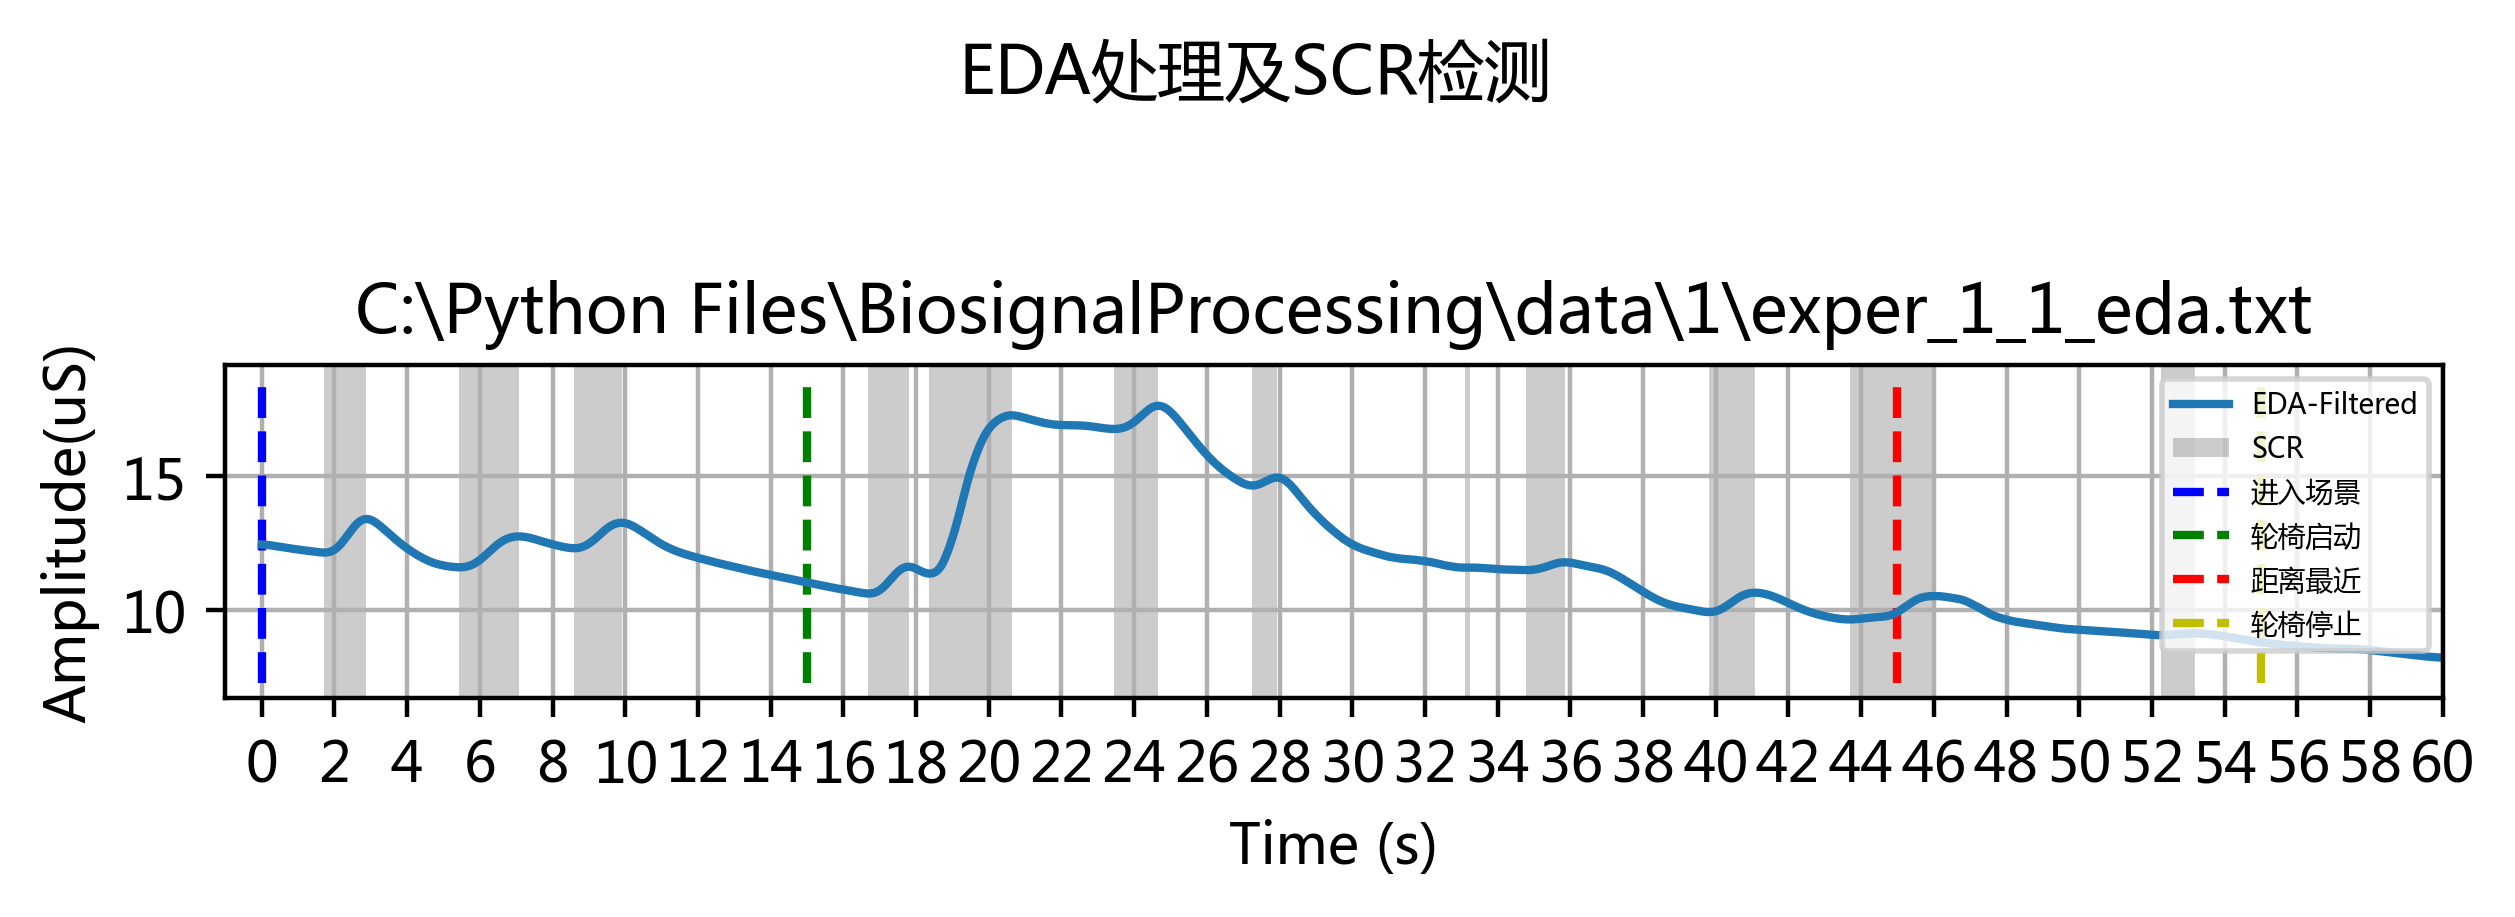 EDA处理及SCR检测
C:\Python Files\BiosignalProcessing\data\1\exper_1_1_eda.txt
Amplitude(uS)
15
10
EDA-Filtered
SCR
进入场景
轮椅启动
距离最近
轮椅停止
0 2 4 6 8 10 12 14 16 18 20 22 24 26 28 30 32 34 36 38 40 42 44 46 48 50 52 54 56 58 60
Time (s)